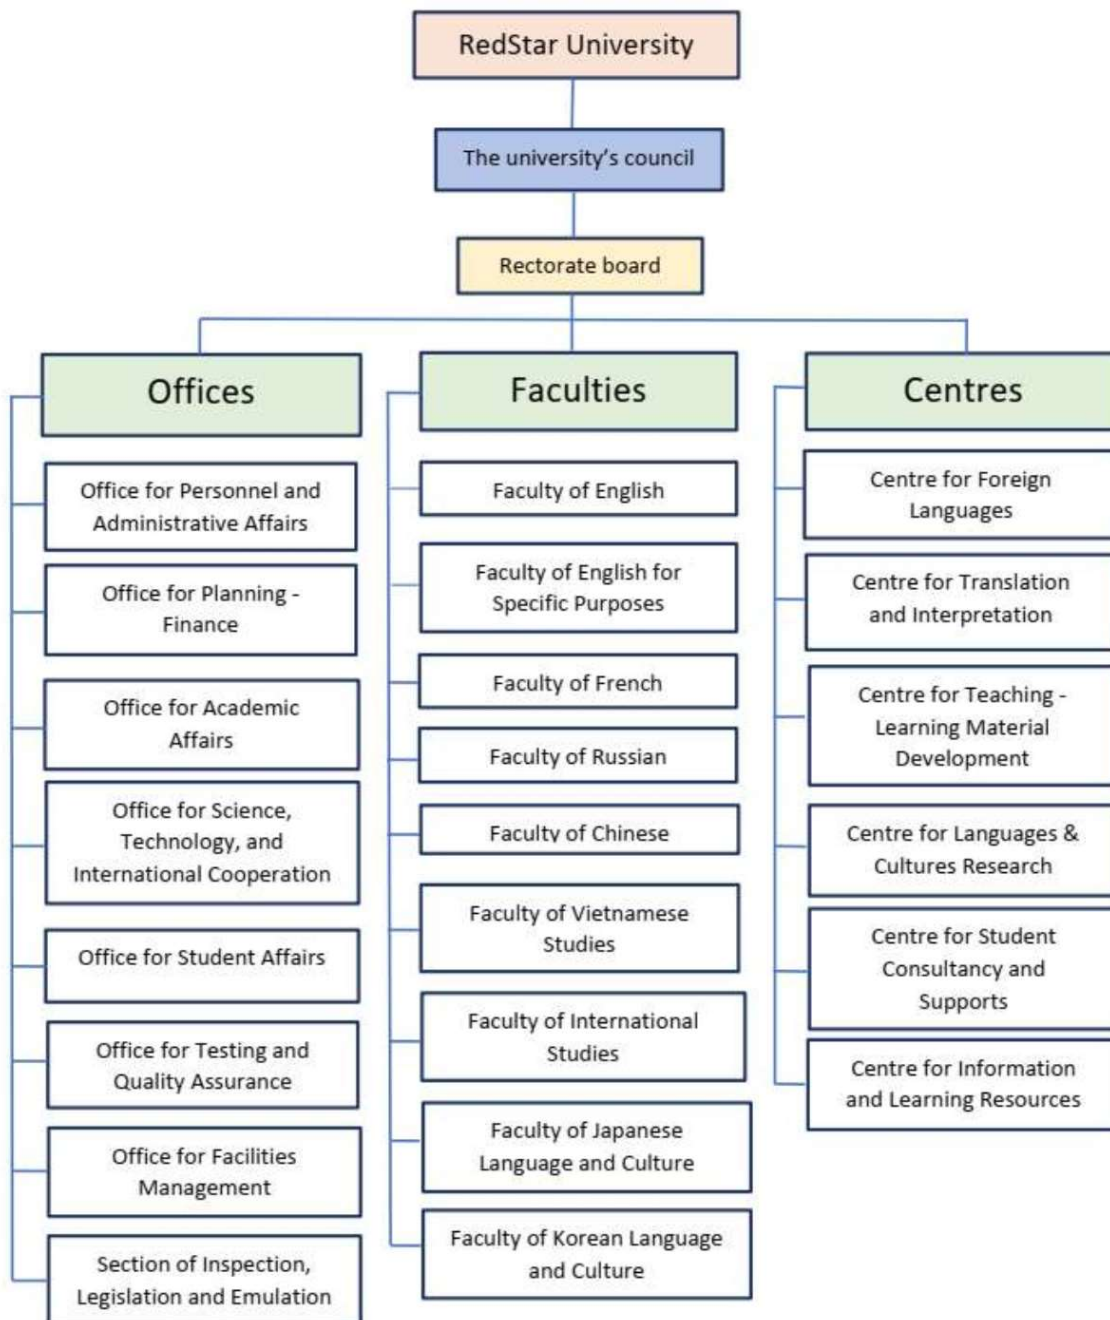 RedStar University
The university's council
Rectorate board
Offices
Office for Personnel and
Administrative Affairs
Office for Planning -
Finance
Office for Academic
Affairs
Office for Science,
Technology, and
International Cooperation
Office for Student Affairs
Office for Testing and
Quality Assurance
Office for Facilities
Management
Section of Inspection,
Legislation and Emulation
Faculties
Faculty of English
Faculty of English for
Specific Purposes
Faculty of French
Faculty of Russian
Faculty of Chinese
Faculty of Vietnamese
Studies
Faculty of International
Studies
Faculty of Japanese
Language and Culture
Faculty of Korean Language
and Culture
Centres
Centre for Foreign
Languages
Centre for Translation
and Interpretation
Centre for Teaching -
Learning Material
Development
Centre for Languages &
Cultures Research
Centre for Student
Consultancy and
Supports
Centre for Information
and Learning Resources